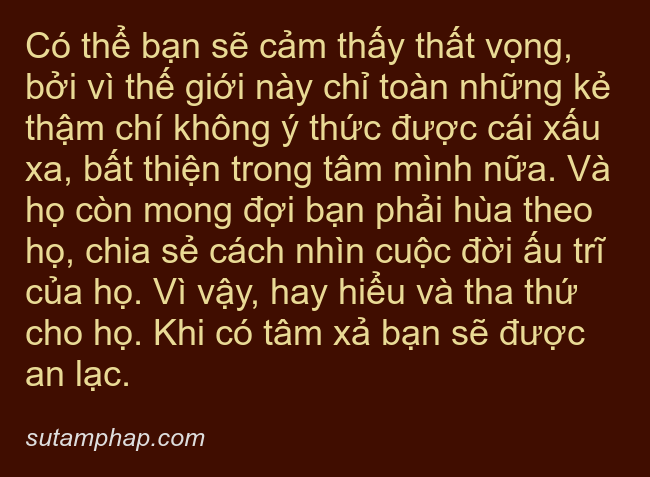 Có thể bạn sẽ cảm thấy thất vọng,
bởi vì thế giới này chỉ toàn những kẻ
thậm chí không ý thức được cái xấu
xa, bất thiện trong tâm mình nữa. Và
họ còn mong đợi bạn phải hùa theo
họ, chia sẻ cách nhìn cuộc đời ấu trĩ
của họ. Vì vậy, hay hiểu và tha thứ
cho họ. Khi có tâm xả bạn sẽ được
an lạc.
sutamphap.com